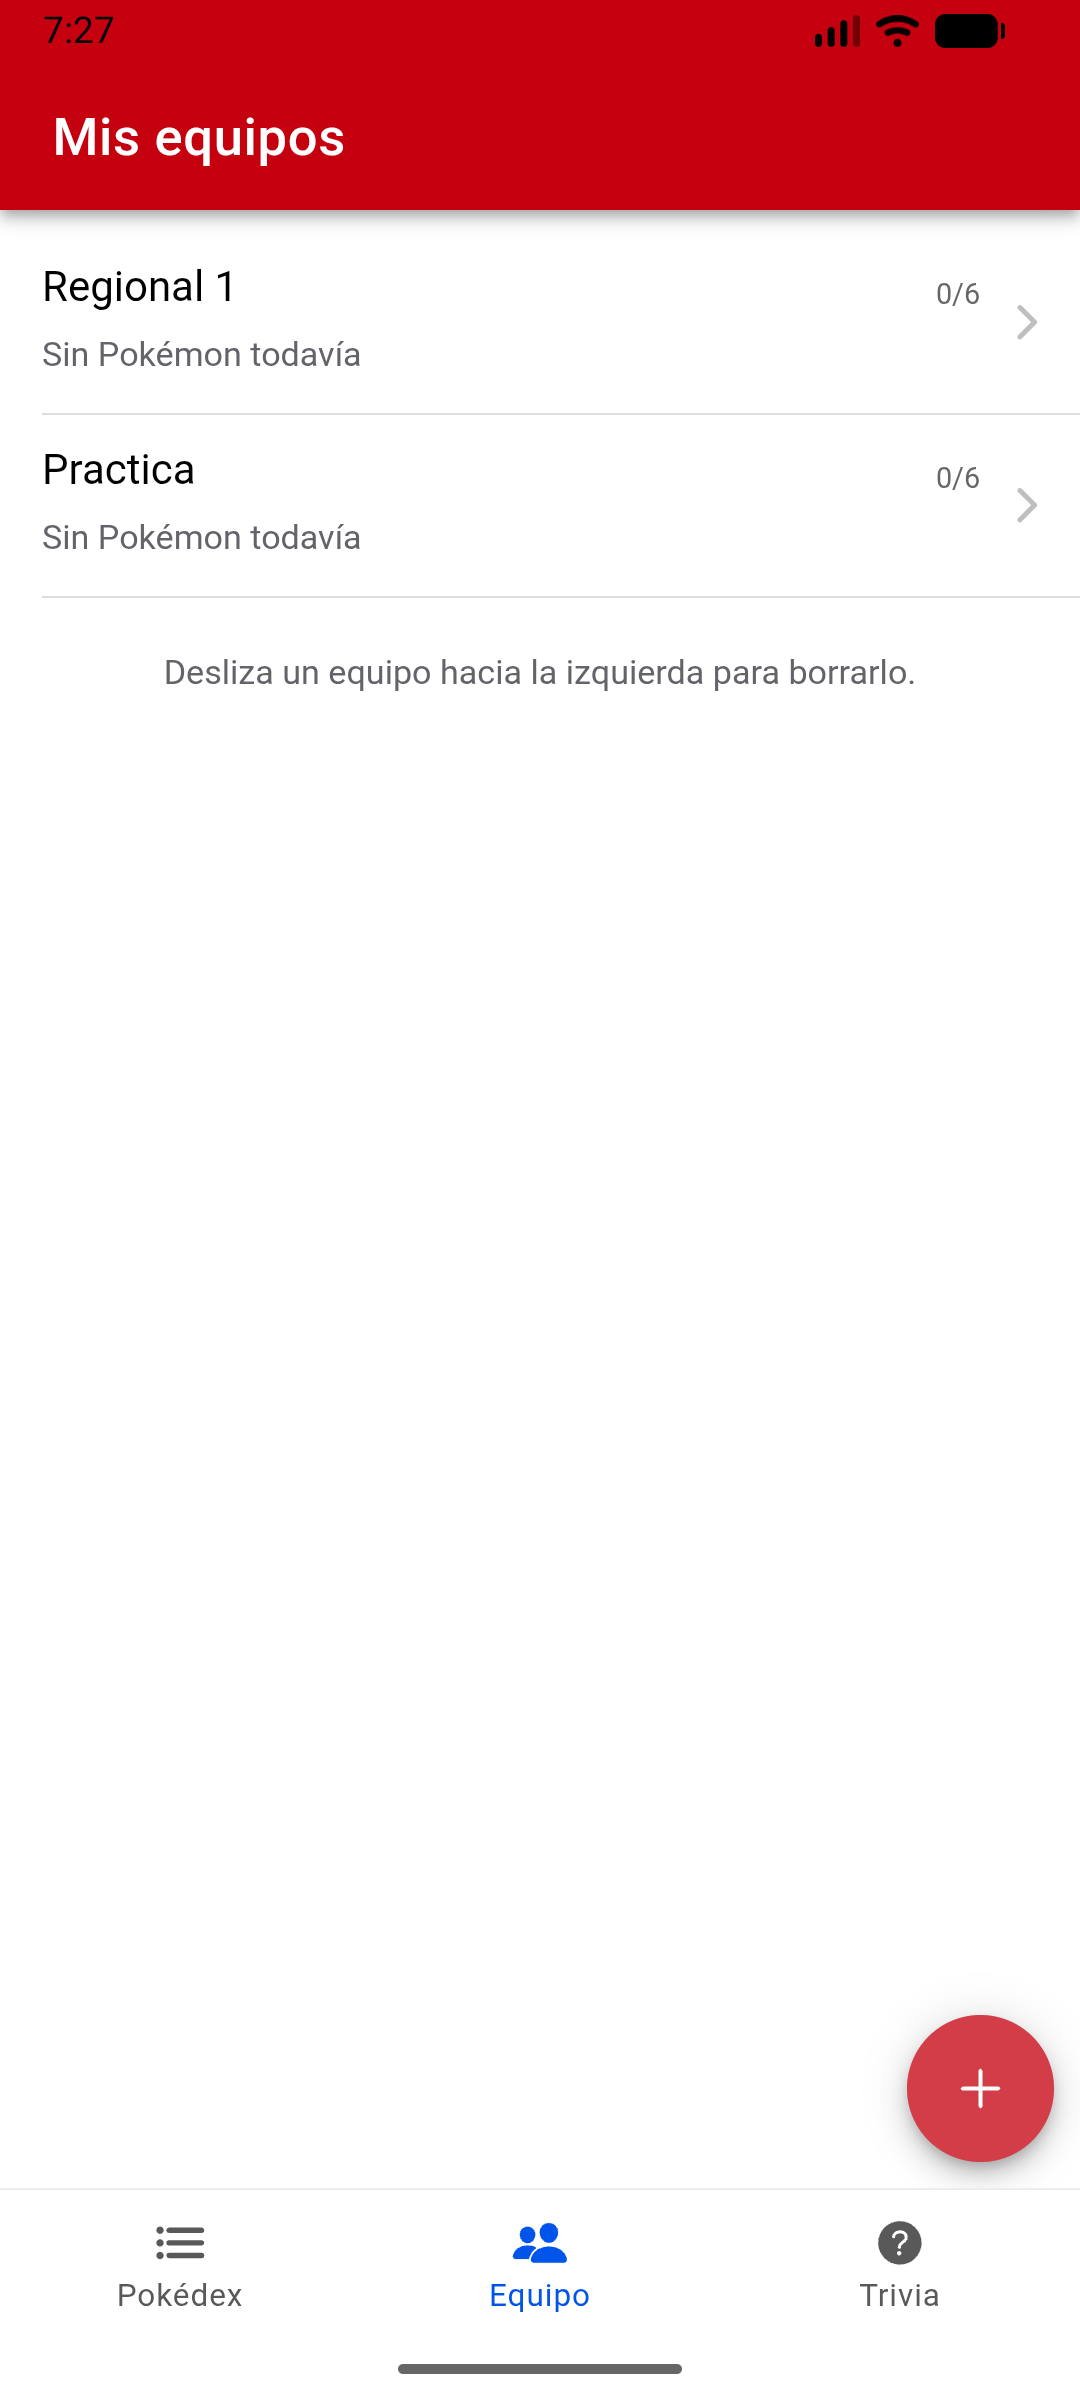 7:27
Mis equipos
Regional 1
0/6
Sin Pokémon todavía
Practica
0/6
Sin Pokémon todavía
Desliza un equipo hacia la izquierda para borrarlo.
Pokédex
Equipo
Trivia